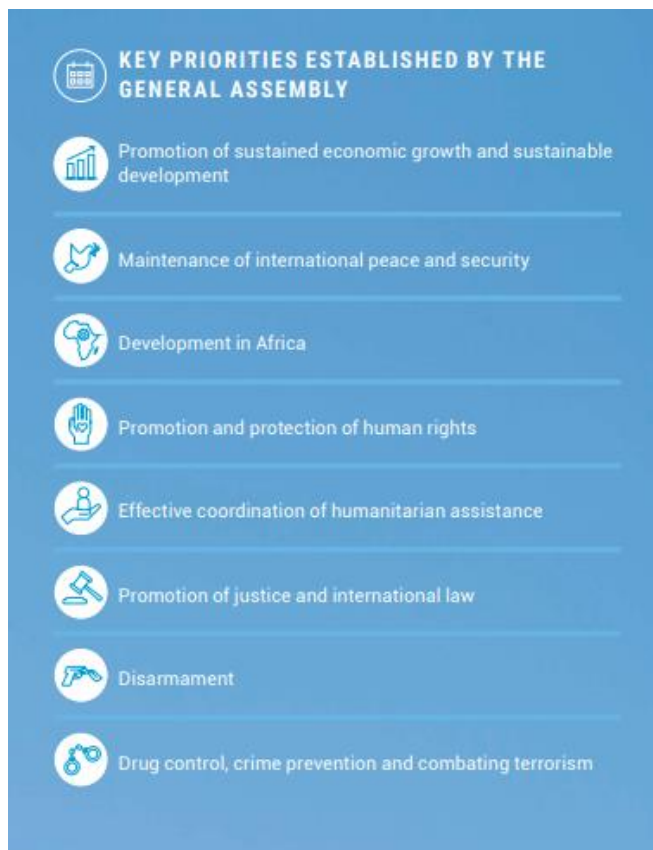 KEY PRIORITIES ESTABLISHED BY THE
GENERAL ASSEMBLY
Promotion of sustained economic growth and sustainable
development
Maintenance of international peace and security
Development in Africa
Promotion and protection of human rights
Effective coordination of humanitarian assistance
Promotion of justice and international law
Disarmament
Drug control, crime prevention and combating terrorism